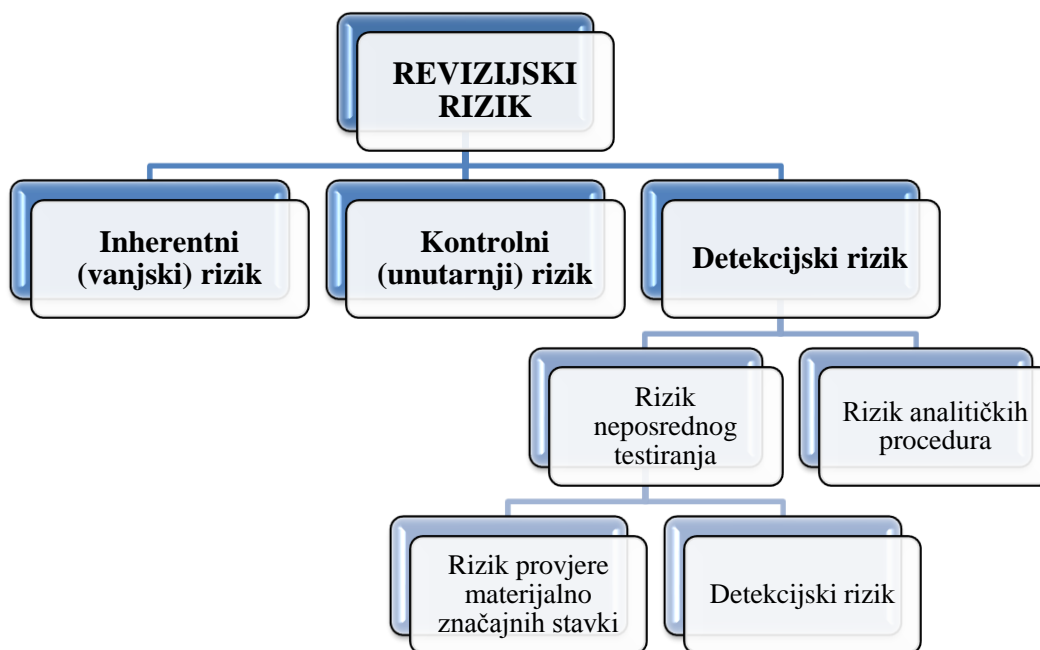 REVIZIJSKI
RIZIK
Inherentni
(vanjski) rizik
Kontrolni
(unutarnji) rizik
Detekcijski rizik
Rizik
neposrednog
testiranja
Rizik analitičkih
procedura
Rizik provjere
materijalno
značajnih stavki
Detekcijski rizik